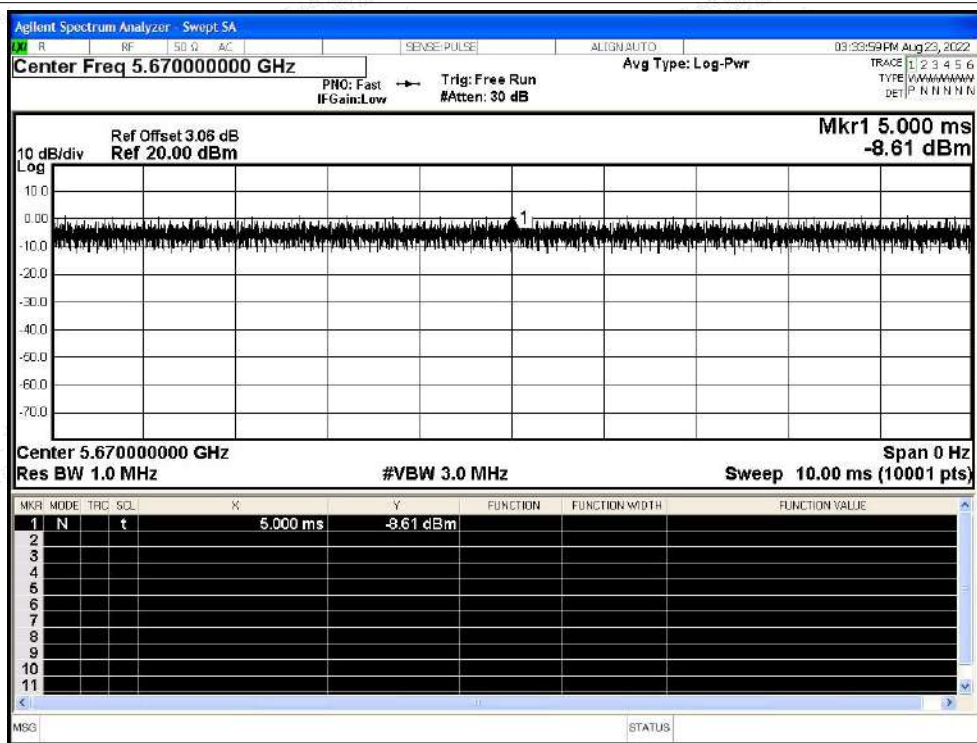 Agilent Spectrum Analyzer - Swept SA
LXI R RF 50 Ω AC SENSE:PULSE ALIGN AUTO 03:33:59 PM Aug 23, 2022
Center Freq 5.670000000 GHz
PNO: Fast
IFGain:Low
Trig: Free Run
#Atten: 30 dB
Avg Type: Log-Pwr
TRACE 1 2 3 4 5 6
TYPE
DET P N N N N N
Mkr1 5.000 ms
-8.61 dBm
Ref Offset 3.06 dB
10 dB/div Ref 20.00 dBm
Log
10.0
0.00
-10.0
-20.0
-30.0
-40.0
-50.0
-60.0
-70.0
1
Center 5.670000000 GHz Span 0 Hz
Res BW 1.0 MHz #VBW 3.0 MHz Sweep 10.00 ms (10001 pts)
MKR MODE TRC SCL X Y FUNCTION FUNCTION WIDTH FUNCTION VALUE
1 N t 5.000 ms -8.61 dBm
2
3
4
5
6
7
8
9
10
11
MSG STATUS